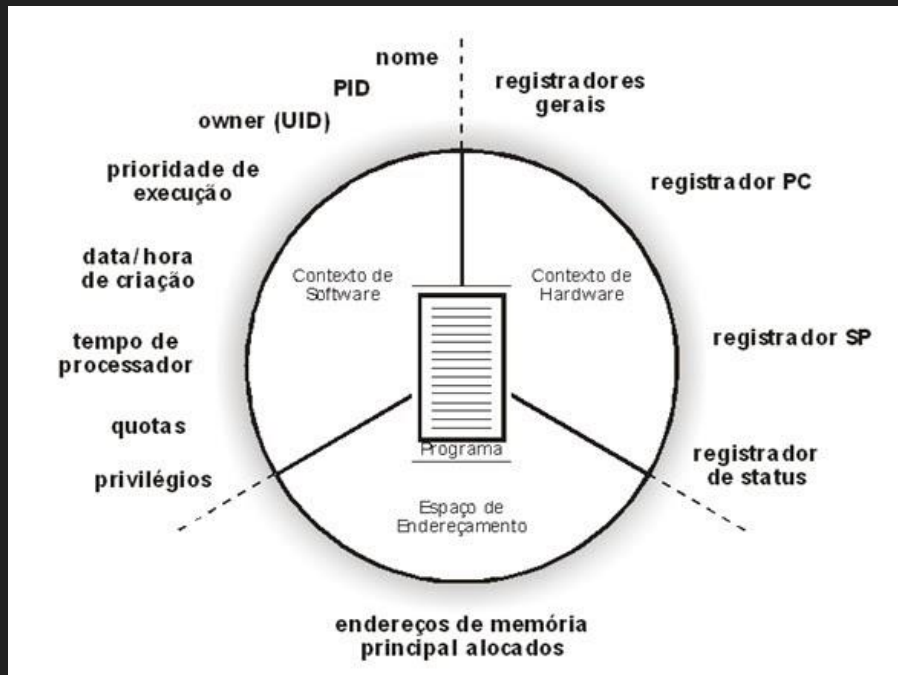 nome
PID
owner (UID)
prioridade de
execução
data/hora
de criação
tempo de
processador
quotas
privilégios
registradores
gerais
registrador PC
registrador SP
registrador
de status
Contexto de
Software
Contexto de
Hardware
Programa
Espaço de
Endereçamento
endereços de memória
principal alocados